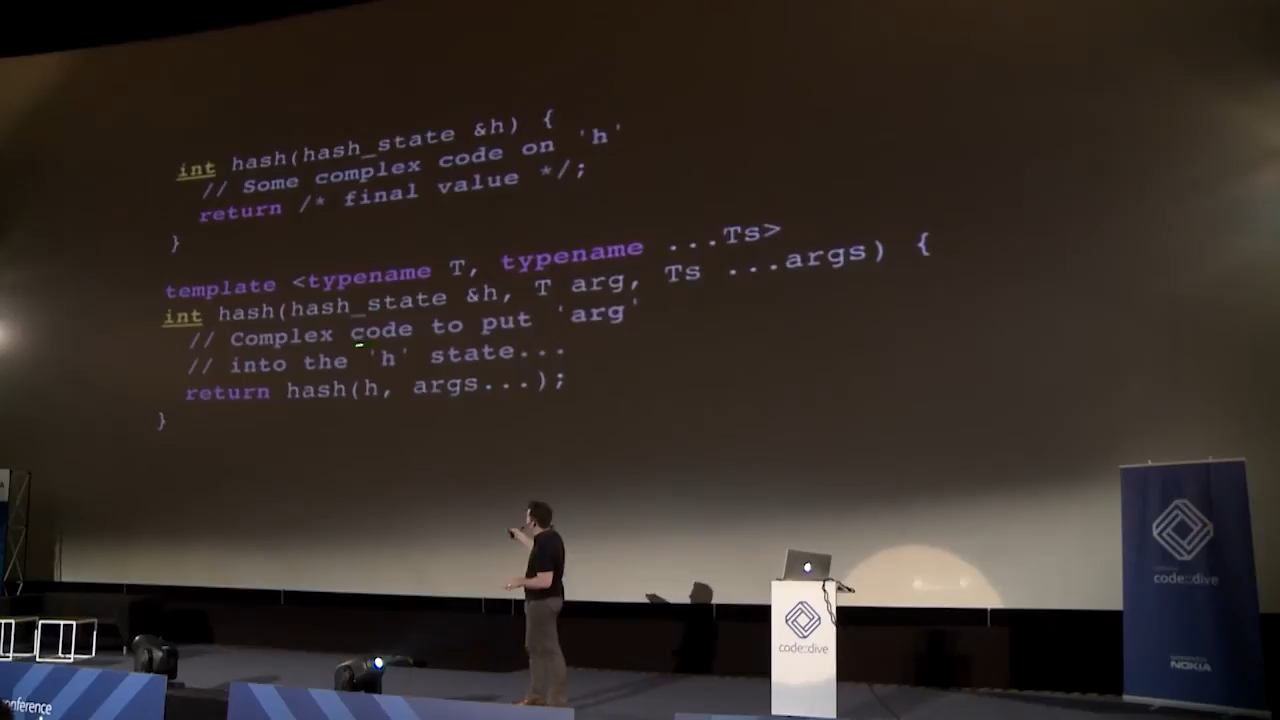 int hash(hash_state &h) {
// Some complex code on 'h'
return /* final value */;
}
template <typename T, typename ...Ts>
int hash(hash_state &h, T arg, Ts ...args) {
// Complex code to put 'arg'
// into the 'h' state...
return hash(h, args...);
}
code::dive
code::dive
NOKIA
onference